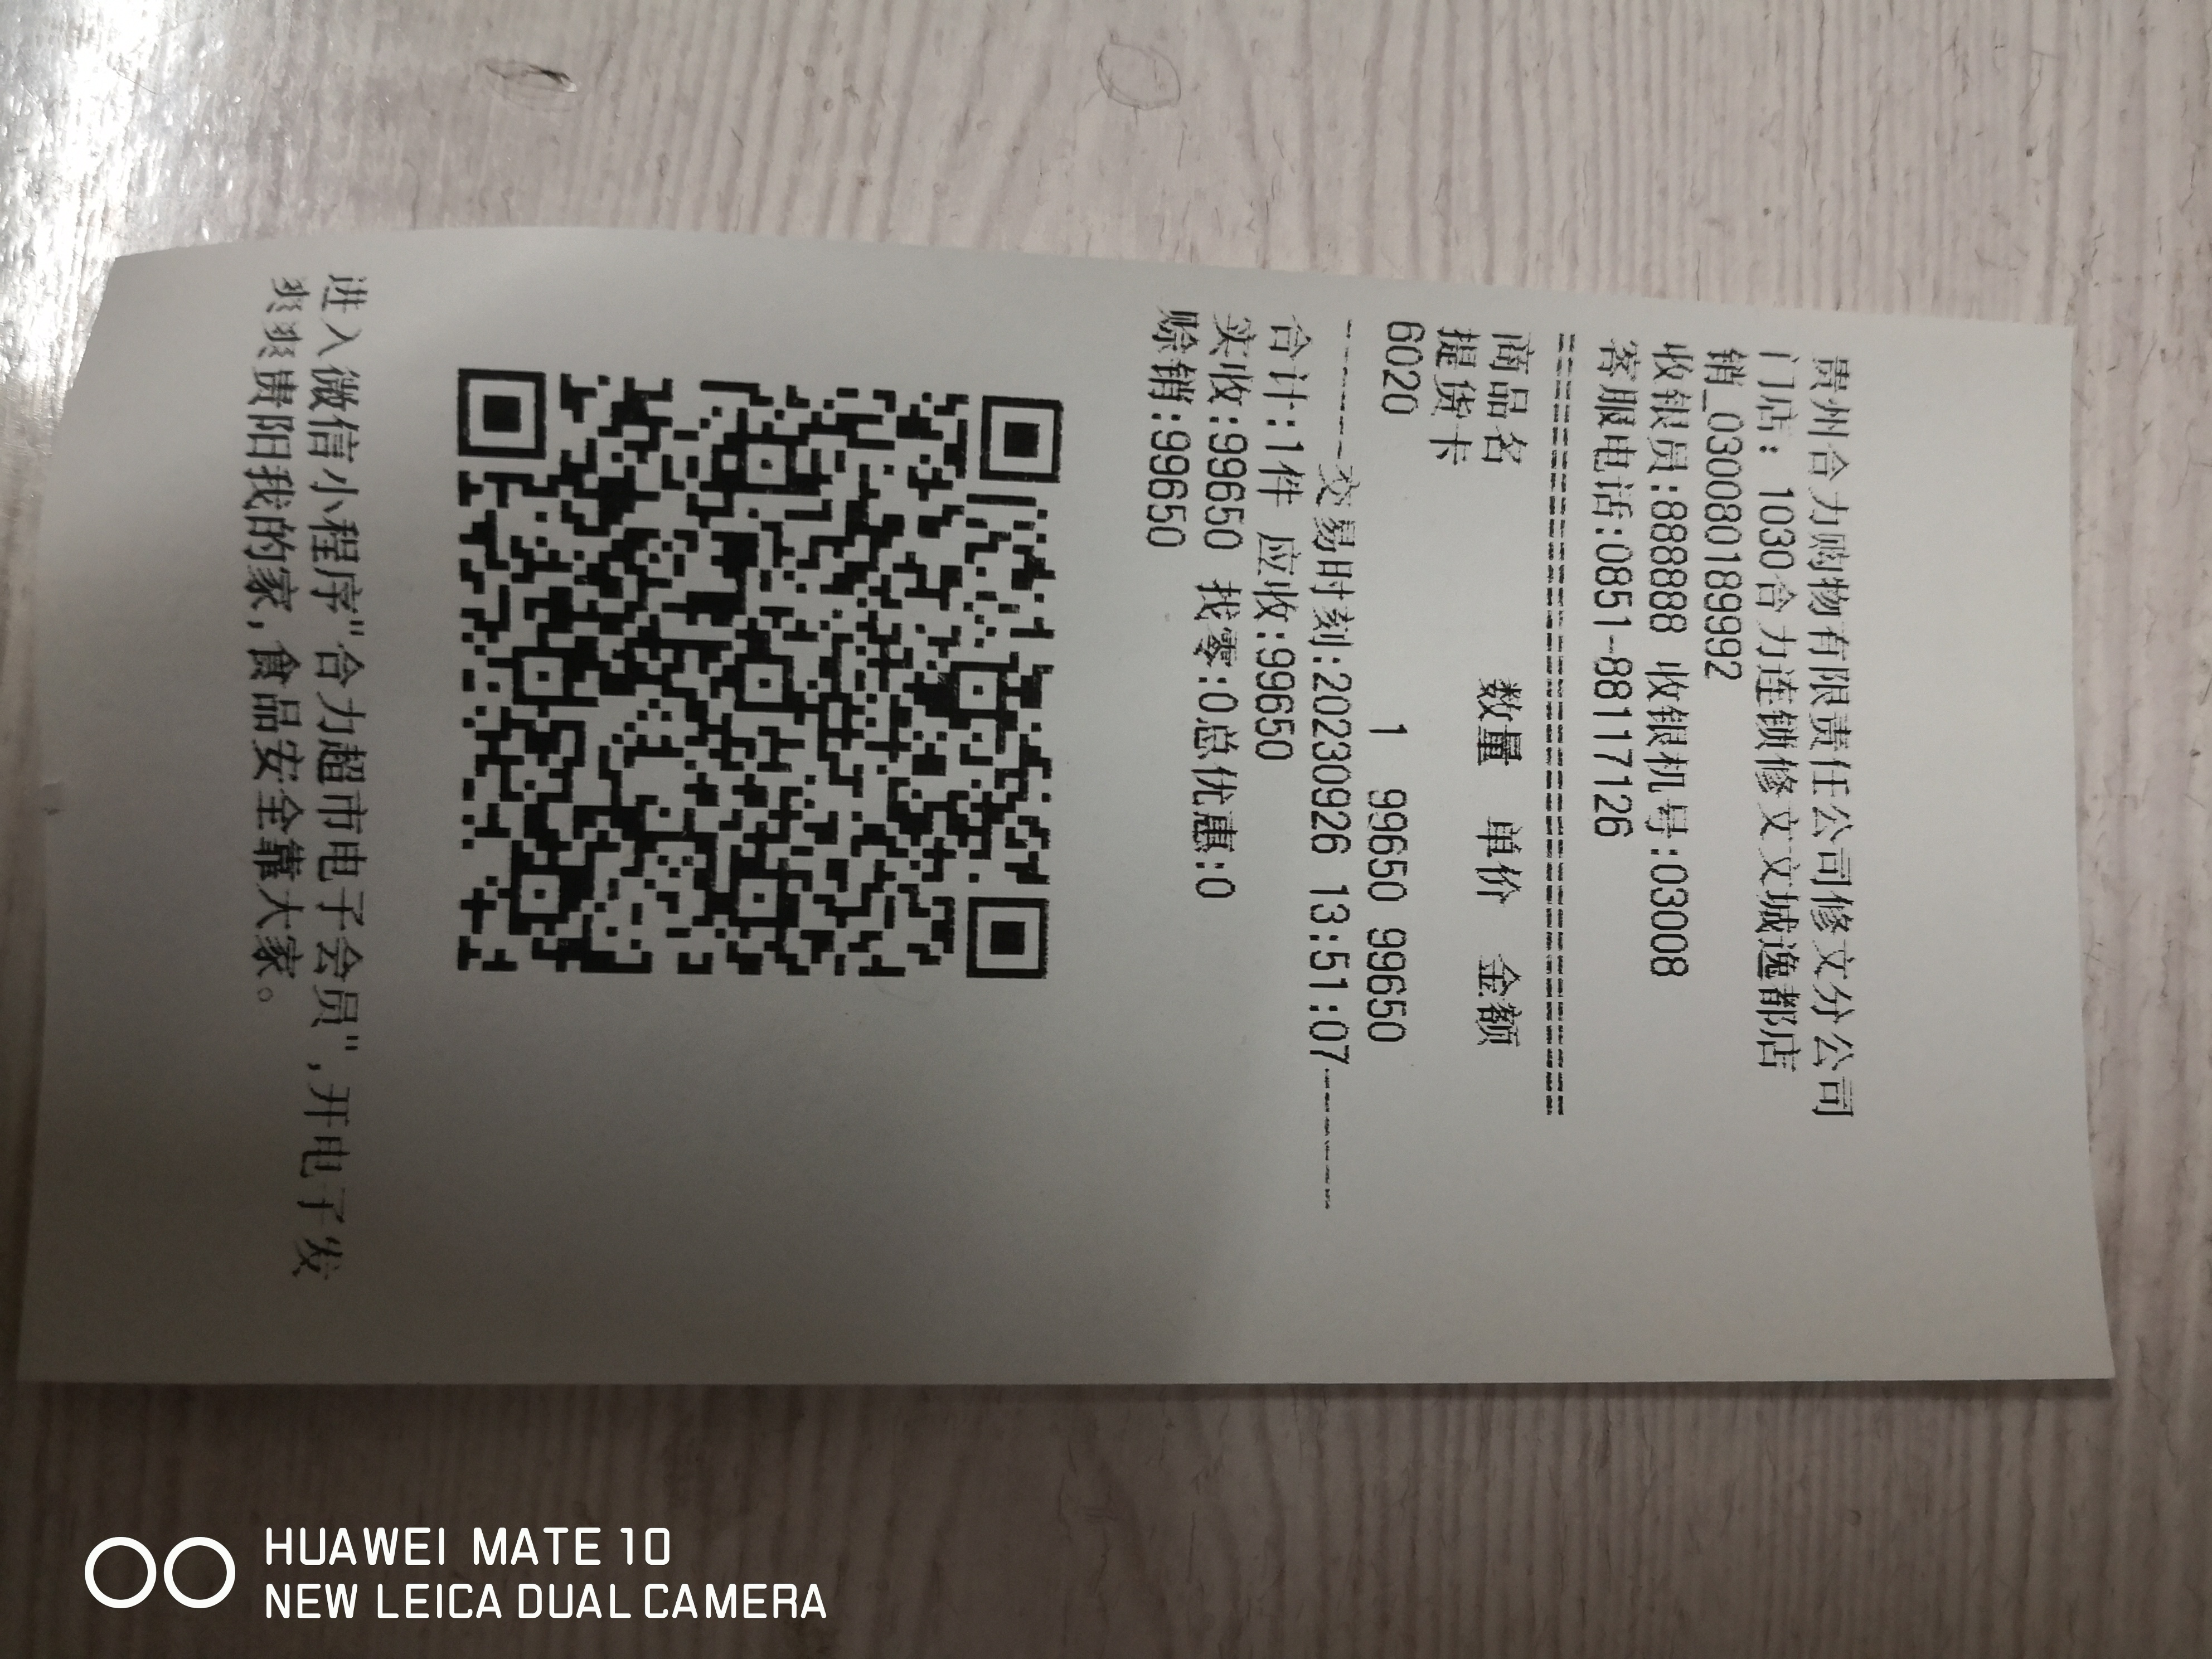 贵州合力购物有限责任公司修文分公司
门店: 1030合力连锁修文文城逸都店
销_030080189992
收银员:888888 收银机号:03008
客服电话:0851-88117126
==================================
商品名 数量 单价 金额
提货卡
6020 1 99650 99650
--------交易时刻:20230926 13:51:07--------
合计:1件 应收:99650
实收:99650 找零:0总优惠:0
赊销:99650
进入微信小程序"合力超市电子会员",开电子发
爽爽贵阳我的家,食品安全靠大家。
HUAWEI MATE 10
NEW LEICA DUAL CAMERA